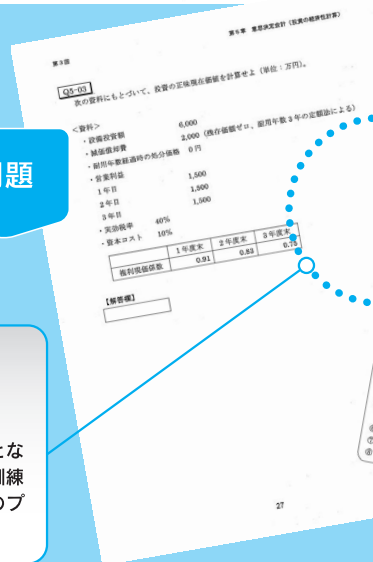 第3回
第5章 意思決定会計（投資の経済性計算）
Q5-03
次の資料にもとづいて、投資の正味現在価値を計算せよ（単位：万円）。
＜資料＞
・設備投資額 6,000
・減価償却費 2,000（残存価額ゼロ、耐用年数3年の定額法による）
・耐用年数経過時の処分価格 0円
・営業利益
1年目 1,500
2年目 1,500
3年目 1,500
・実効税率 40%
・資本コスト 10%
1年度末 2年度末 3年度末
複利現価係数 0.91 0.83 0.75
【解答欄】
27
題
とな
訓練
のプ